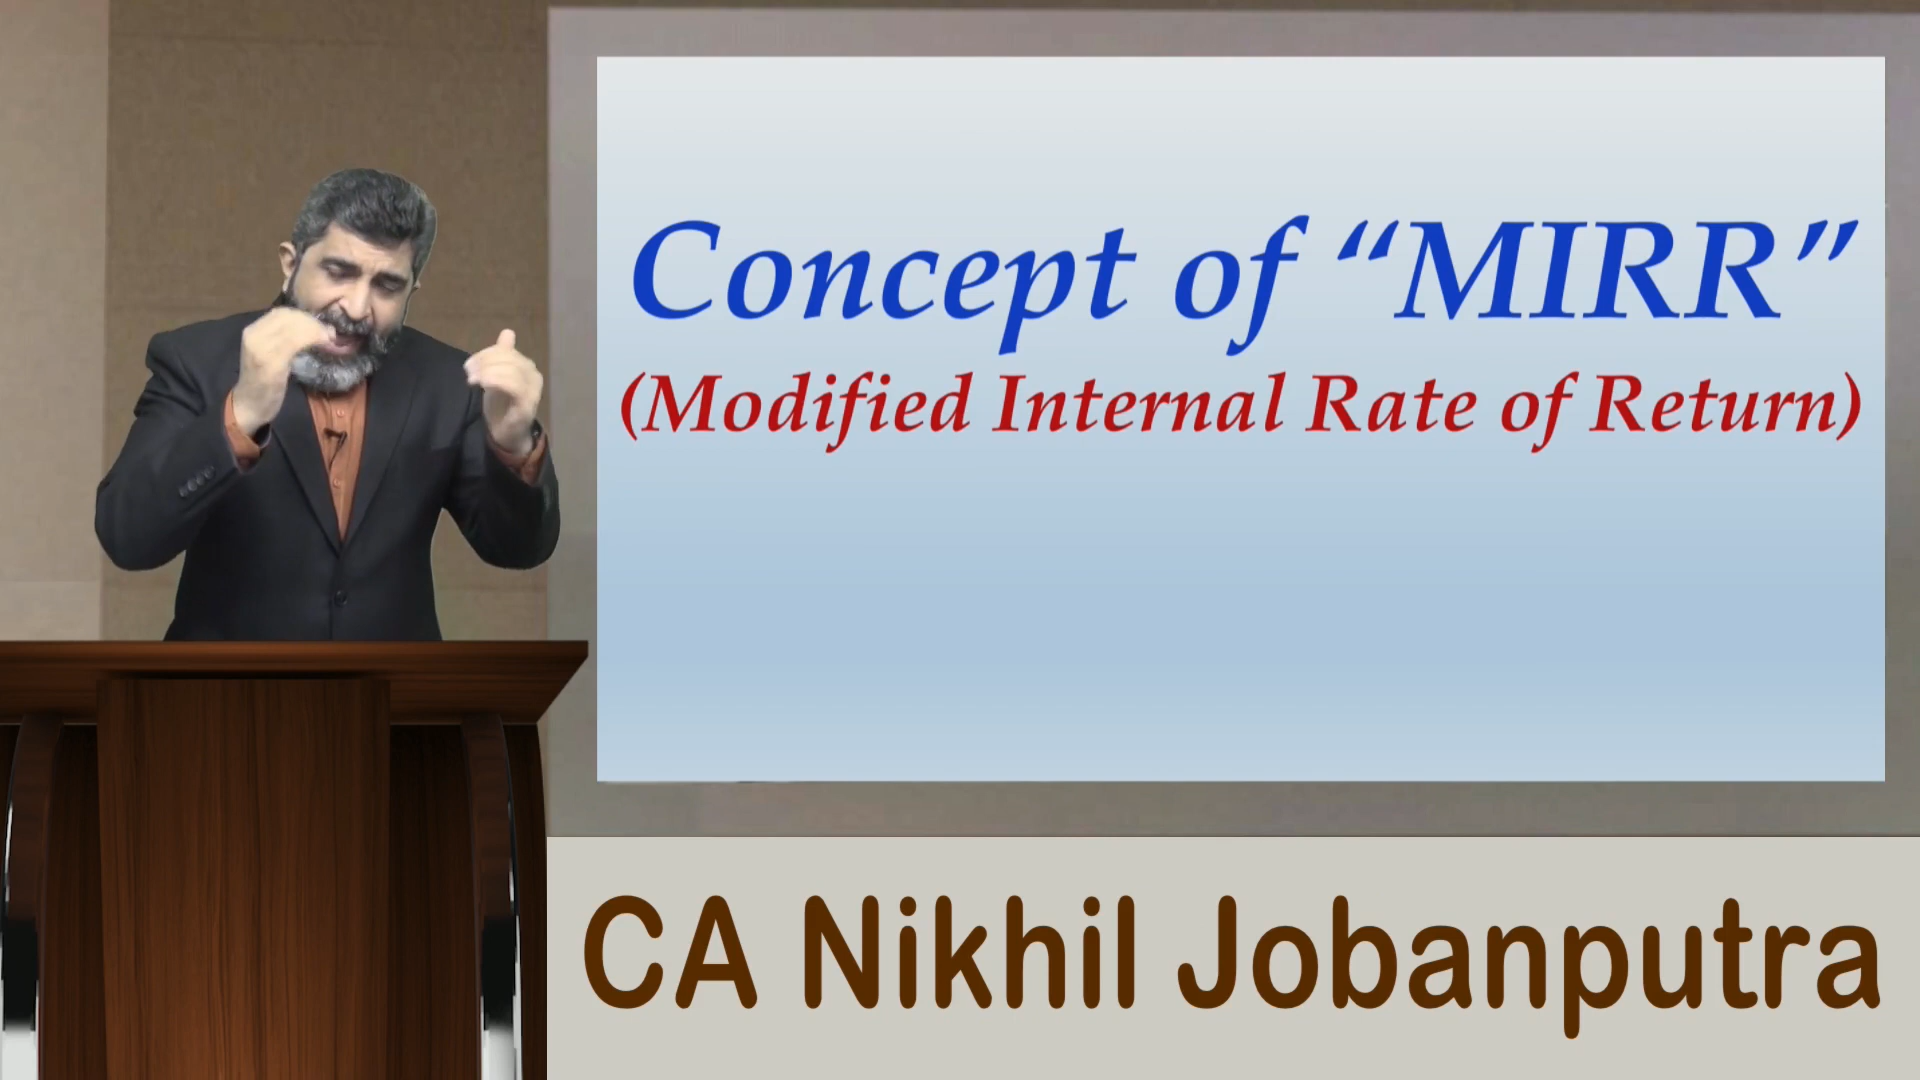 Concept of “MIRR”
(Modified Internal Rate of Return)
CA Nikhil Jobanputra